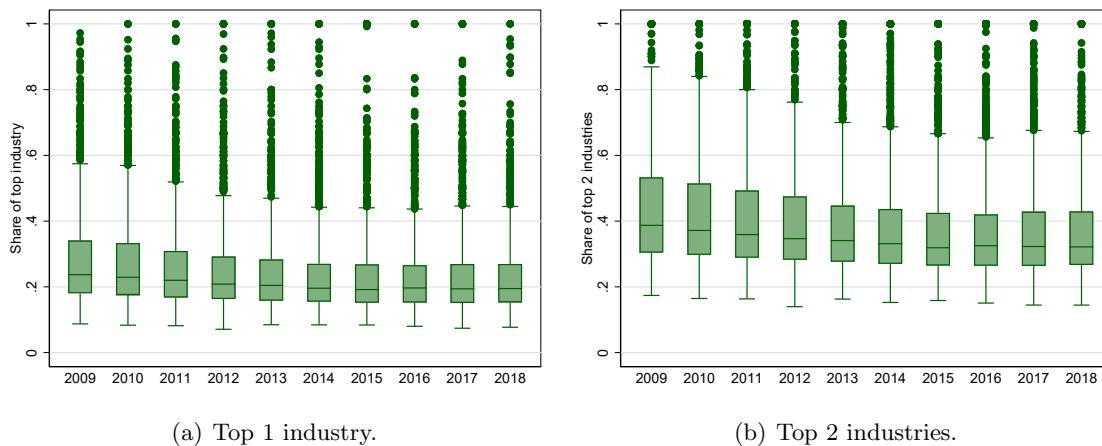 Share of top industry
1
.8
.6
.4
.2
0
2009 2010 2011 2012 2013 2014 2015 2016 2017 2018
(a) Top 1 industry.
Share of top 2 industries
1
.8
.6
.4
.2
0
2009 2010 2011 2012 2013 2014 2015 2016 2017 2018
(b) Top 2 industries.